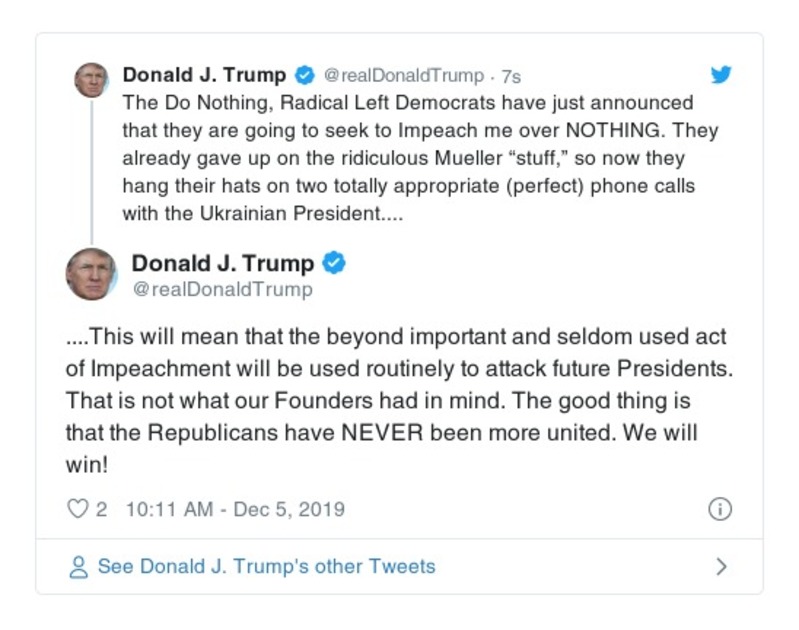 Donald J. Trump @realDonaldTrump · 7s
The Do Nothing, Radical Left Democrats have just announced
that they are going to seek to Impeach me over NOTHING. They
already gave up on the ridiculous Mueller “stuff,” so now they
hang their hats on two totally appropriate (perfect) phone calls
with the Ukrainian President....
Donald J. Trump
@realDonaldTrump
....This will mean that the beyond important and seldom used act
of Impeachment will be used routinely to attack future Presidents.
That is not what our Founders had in mind. The good thing is
that the Republicans have NEVER been more united. We will
win!
2 10:11 AM - Dec 5, 2019
See Donald J. Trump's other Tweets